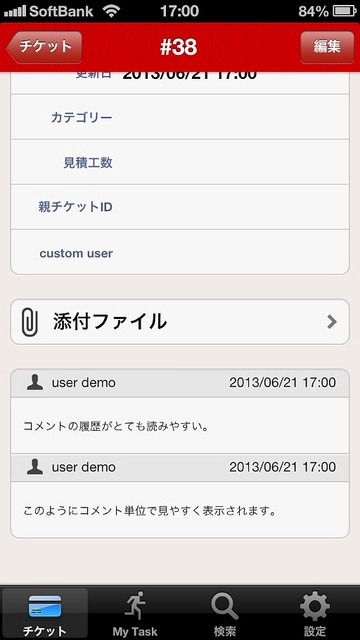 SoftBank 17:00 84%
チケット #38 編集
更新日 2013/06/21 17:00
カテゴリー
見積工数
親チケットID
custom user
添付ファイル
user demo 2013/06/21 17:00
コメントの履歴がとても読みやすい。
user demo 2013/06/21 17:00
このようにコメント単位で見やすく表示されます。
チケット My Task 検索 設定